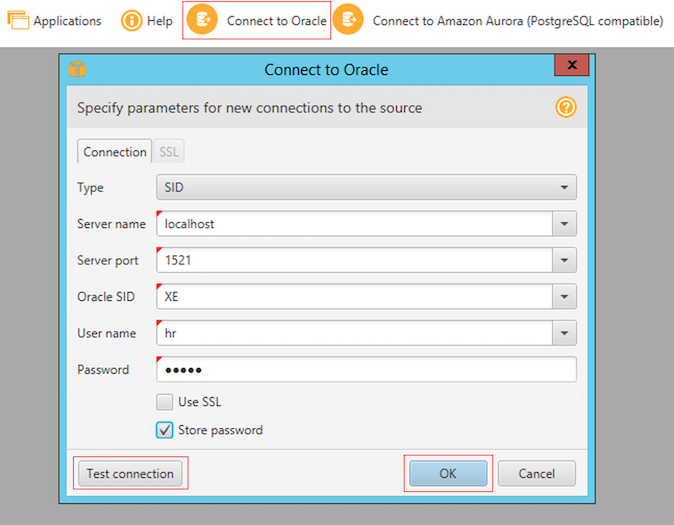 Applications Help Connect to Oracle Connect to Amazon Aurora (PostgreSQL compatible)
Connect to Oracle x
Specify parameters for new connections to the source ?
Connection SSL
Type SID
Server name localhost
Server port 1521
Oracle SID XE
User name hr
Password •••••
Use SSL
Store password
Test connection OK Cancel